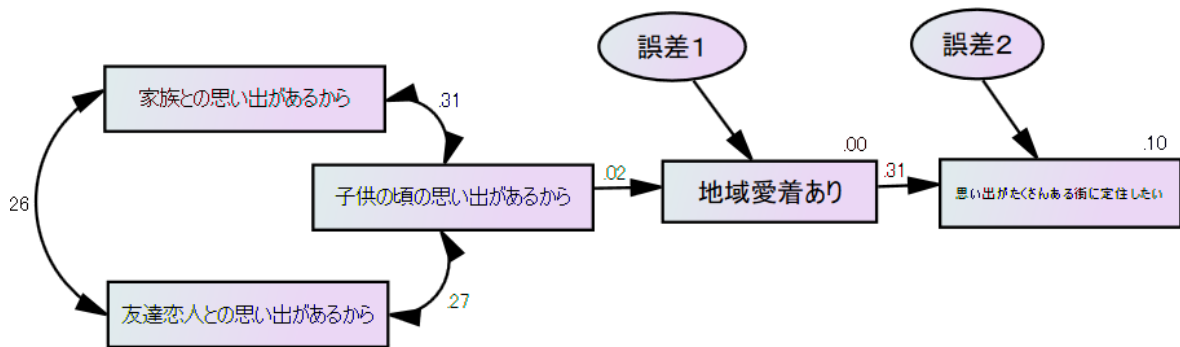 誤差1
誤差2
家族との思い出があるから
.31
.00
.10
子供の頃の思い出があるから
.02
地域愛着あり
.31
思い出がたくさんある街に定住したい
26
友達恋人との思い出があるから
.27